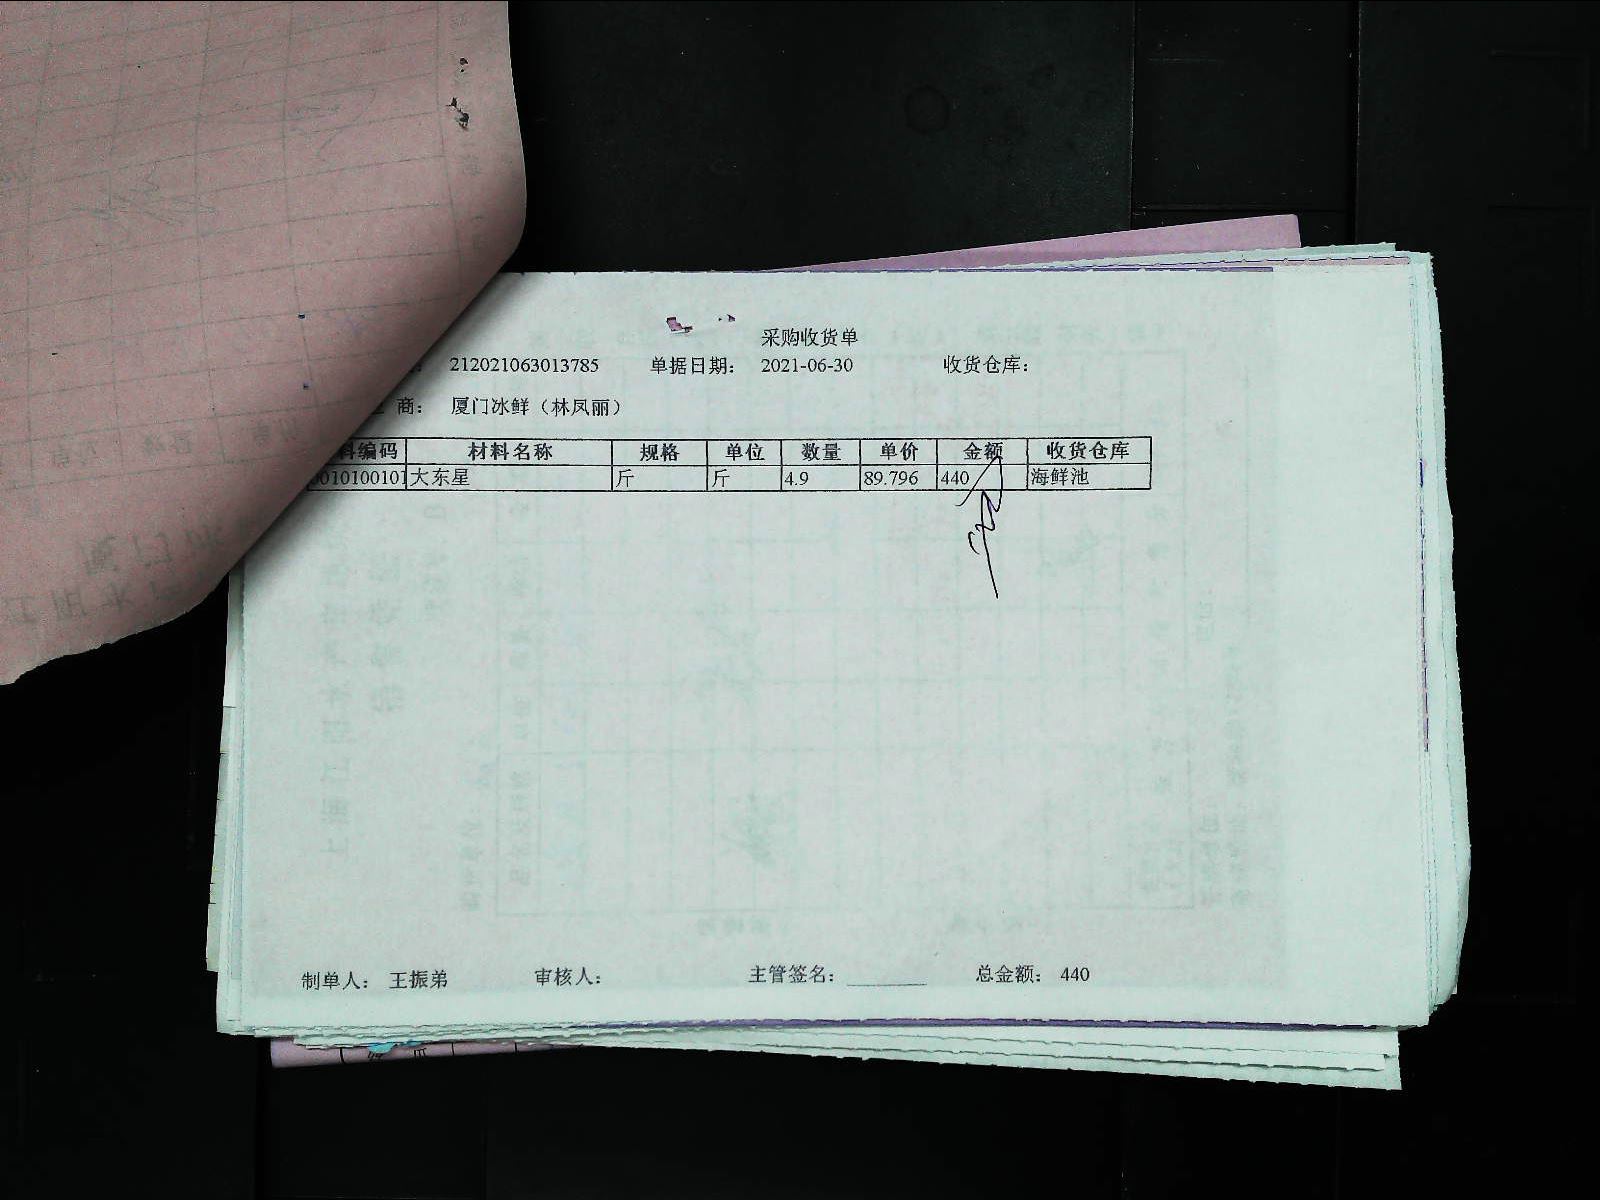 采购收货单
212021063013785 单据日期： 2021-06-30 收货仓库：
商： 厦门冰鲜（林凤丽）
料编码 材料名称 规格 单位 数量 单价 金额 收货仓库
010100101 大东星 斤 斤 4.9 89.796 440 海鲜池
制单人： 王振弟 审核人： 主管签名： 总金额： 440